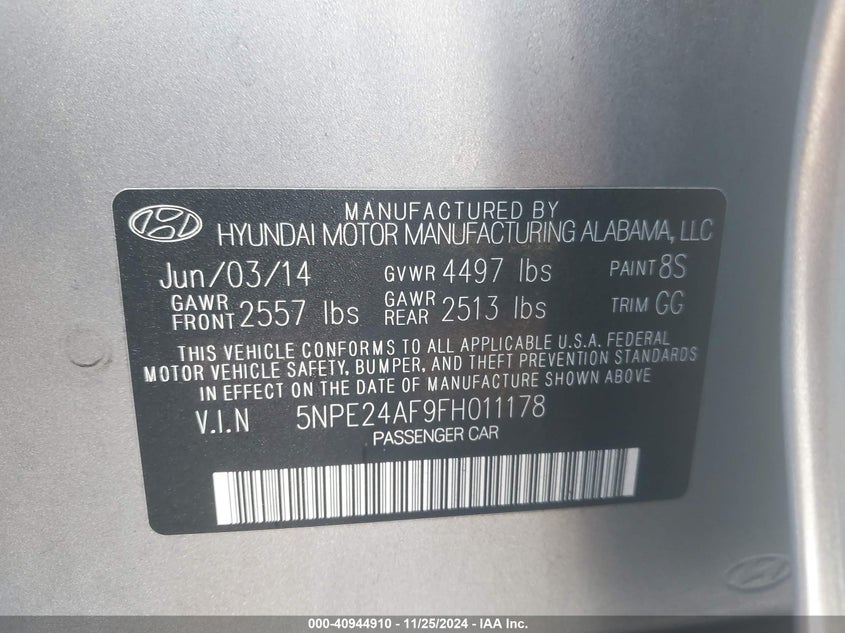 MANUFACTURED BY
HYUNDAI MOTOR MANUFACTURING ALABAMA, LLC
Jun/03/14 GVWR 4497 lbs PAINT 8S
GAWR FRONT 2557 lbs GAWR REAR 2513 lbs TRIM GG
THIS VEHICLE CONFORMS TO ALL APPLICABLE U.S.A. FEDERAL
MOTOR VEHICLE SAFETY, BUMPER, AND THEFT PREVENTION STANDARDS
IN EFFECT ON THE DATE OF MANUFACTURE SHOWN ABOVE
V.I.N 5NPE24AF9FH011178
PASSENGER CAR
000-40944910 - 11/25/2024 - IAA Inc.